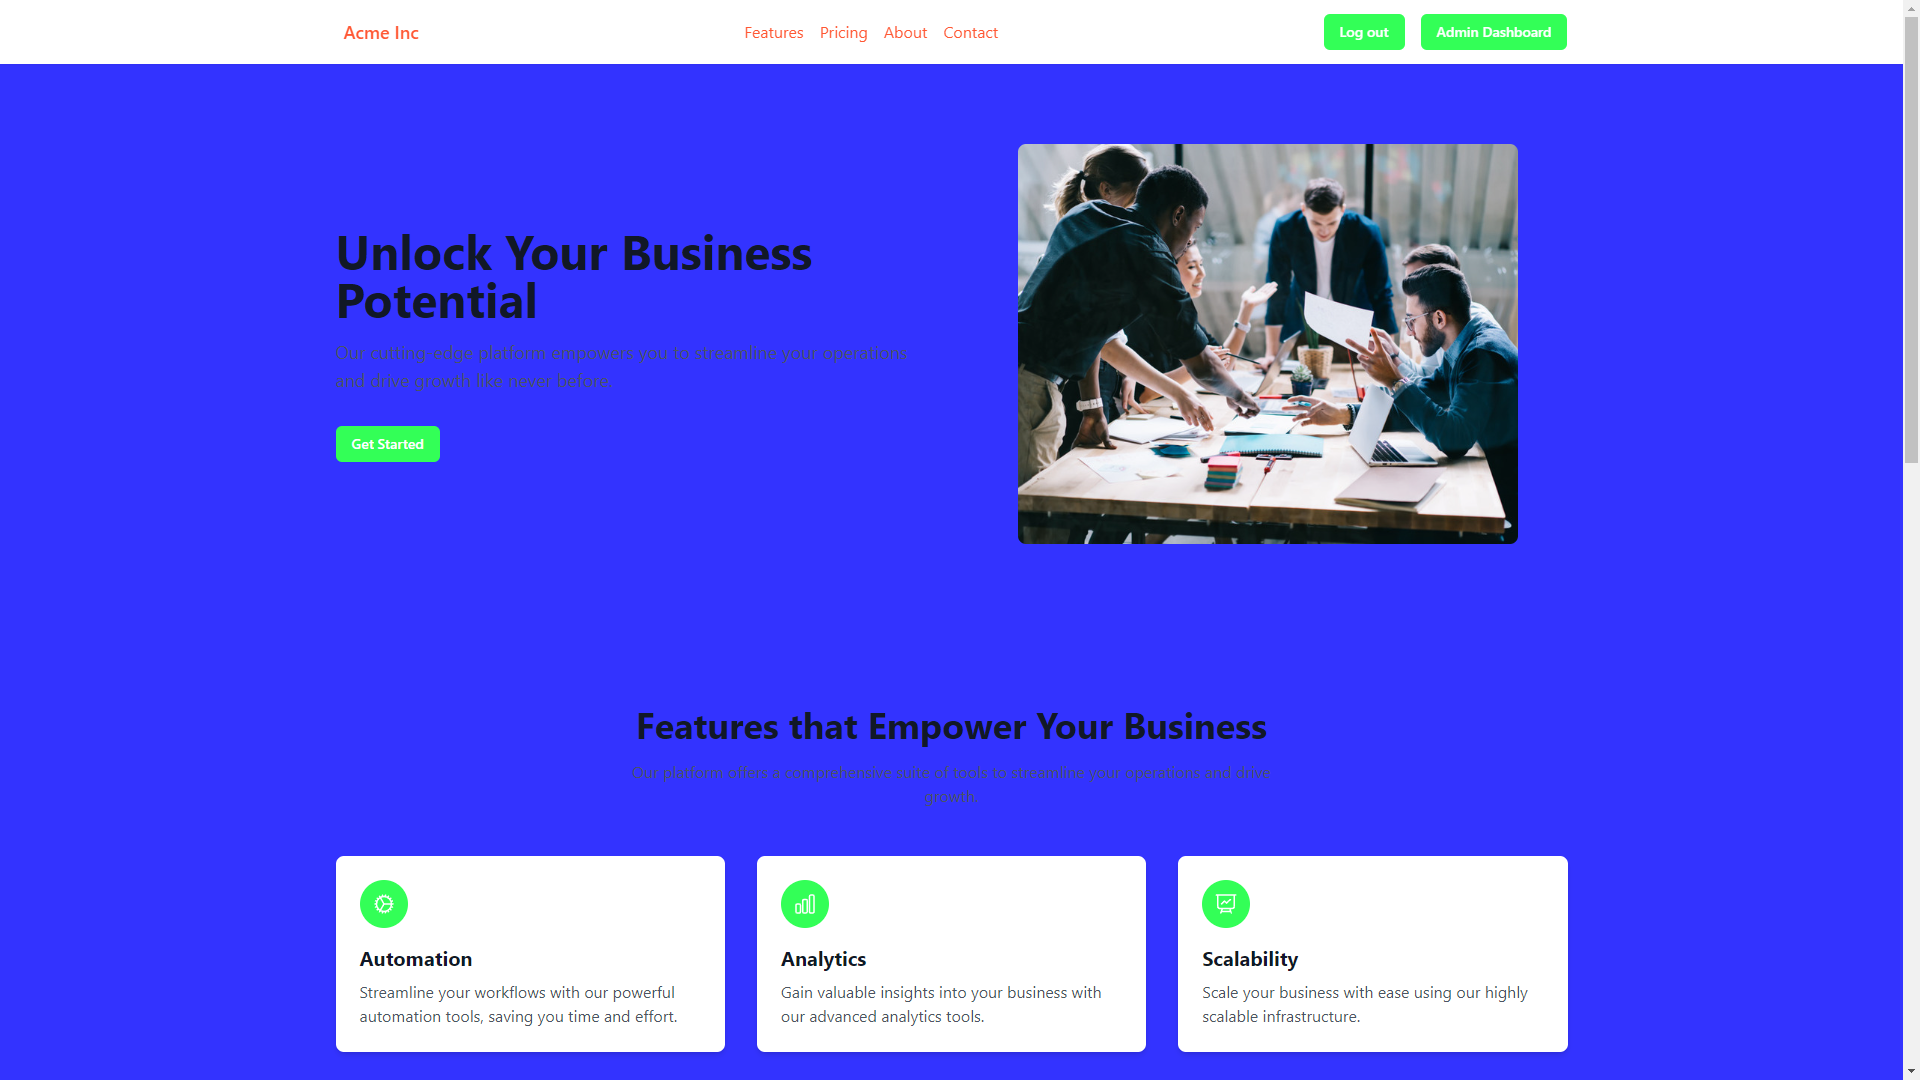 Acme Inc
Features Pricing About Contact
Log out Admin Dashboard
Unlock Your Business
Potential
Our cutting-edge platform empowers you to streamline your operations
and drive growth like never before.
Get Started
Features that Empower Your Business
Our platform offers a comprehensive suite of tools to streamline your operations and drive
growth.
Automation
Streamline your workflows with our powerful
automation tools, saving you time and effort.
Analytics
Gain valuable insights into your business with
our advanced analytics tools.
Scalability
Scale your business with ease using our highly
scalable infrastructure.